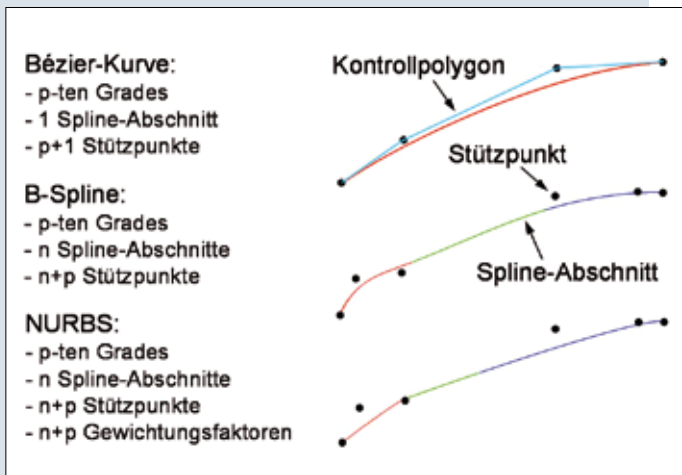 Bézier-Kurve:
- p-ten Grades
- 1 Spline-Abschnitt
- p+1 Stützpunkte
Kontrollpolygon
B-Spline:
- p-ten Grades
- n Spline-Abschnitte
- n+p Stützpunkte
Stützpunkt
Spline-Abschnitt
NURBS:
- p-ten Grades
- n Spline-Abschnitte
- n+p Stützpunkte
- n+p Gewichtungsfaktoren